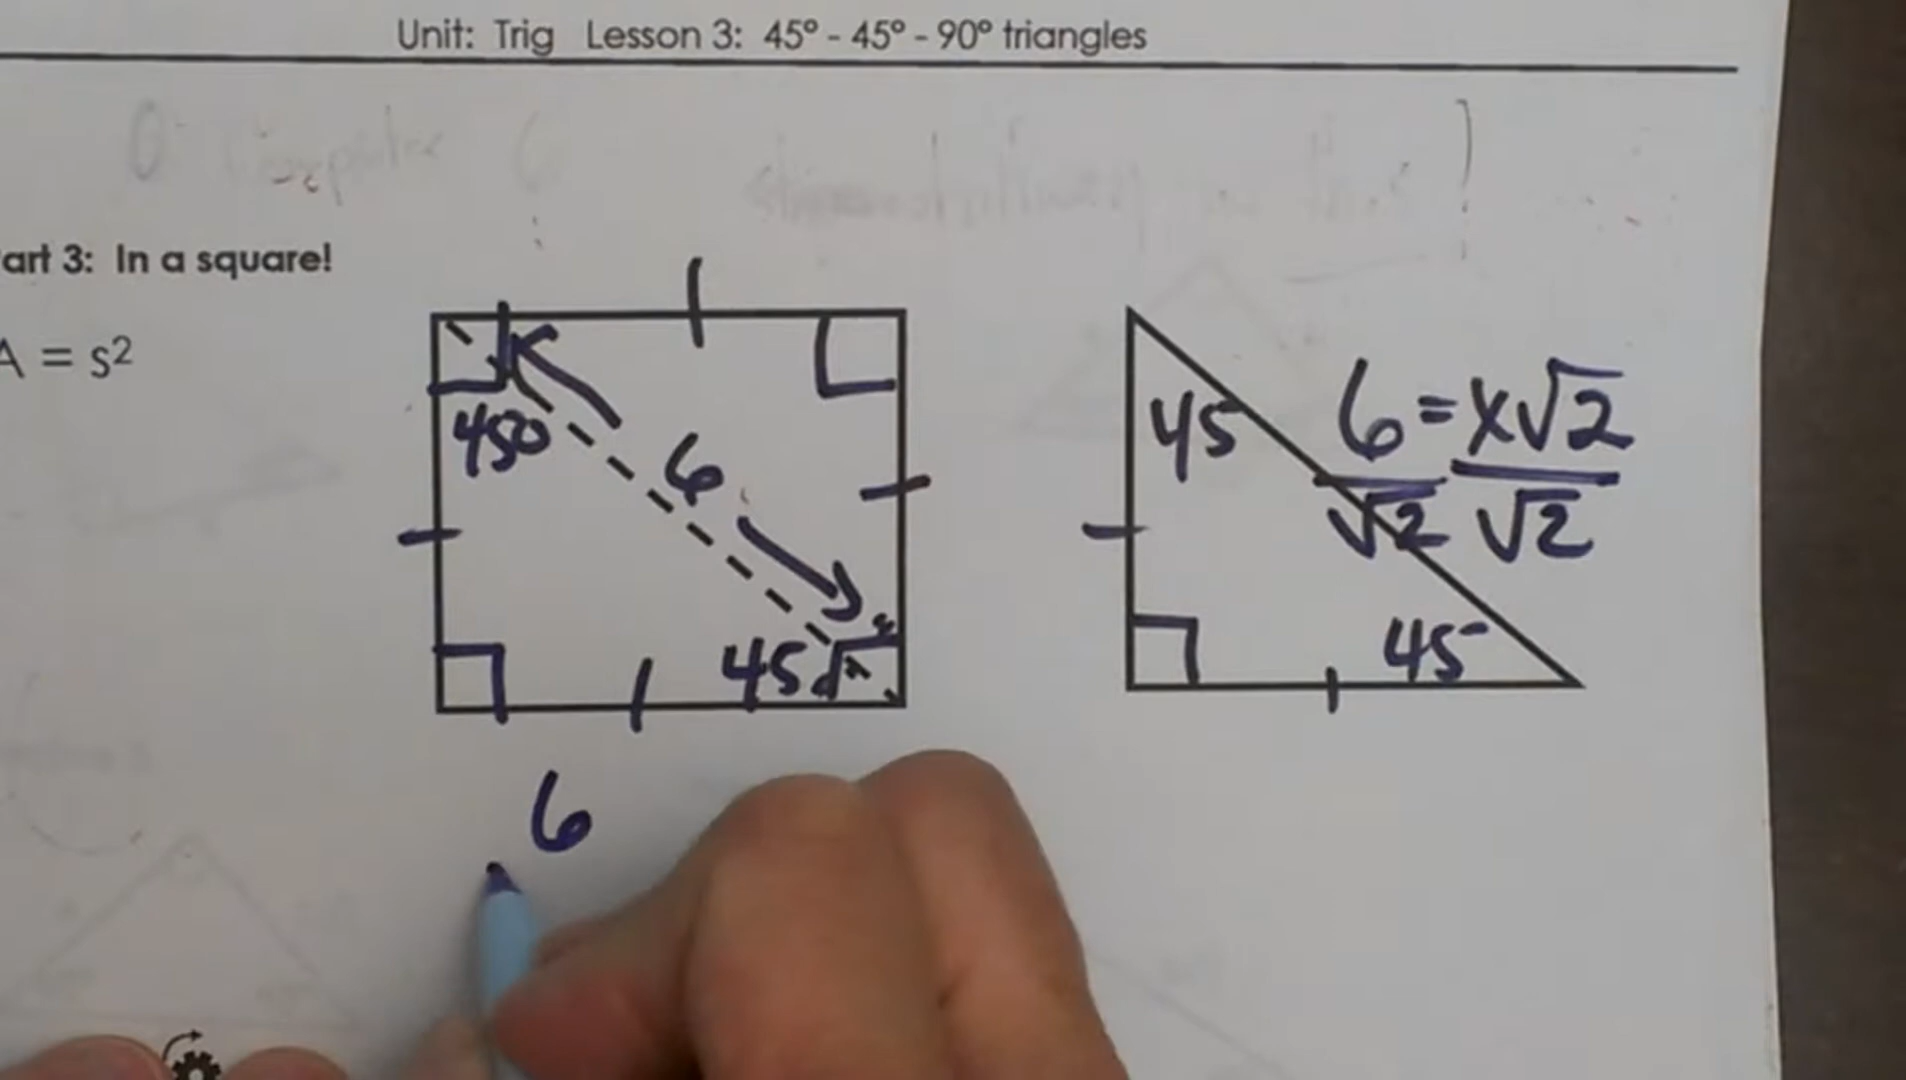 Unit: Trig Lesson 3: 45° - 45° - 90° triangles
art 3: In a square!
A = s²
45°
6
45
6
45
6 = x√2
√2 √2
45